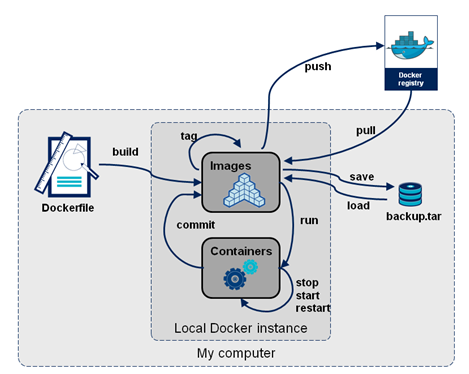 Docker
registry
push
pull
tag
build
Images
save
Dockerfile
load
backup.tar
commit
run
Containers
stop
start
restart
Local Docker instance
My computer